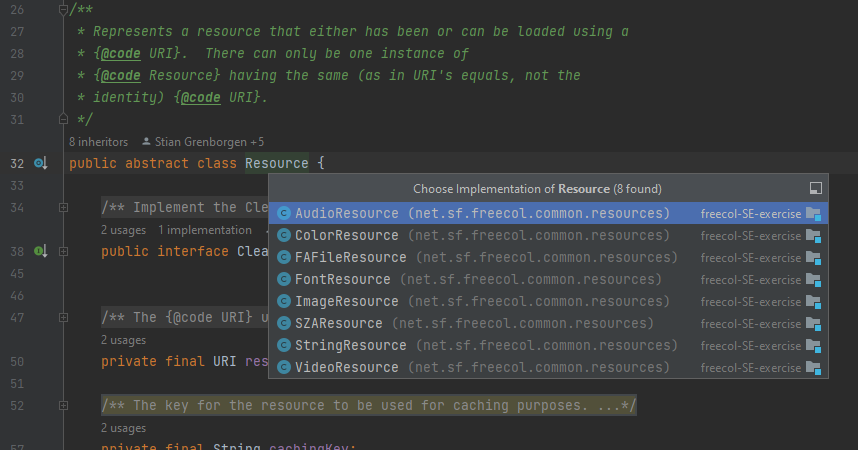 26 /**
27 * Represents a resource that either has been or can be loaded using a
28 * {@code URI}.  There can only be one instance of
29 * {@code Resource} having the same (as in URI's equals, not the
30 * identity) {@code URI}.
31 */
8 inheritors Stian Grenborgen +5
32 public abstract class Resource {
33
Choose Implementation of Resource (8 found)
AudioResource (net.sf.freecol.common.resources) freecol-SE-exercise
ColorResource (net.sf.freecol.common.resources) freecol-SE-exercise
FAFileResource (net.sf.freecol.common.resources) freecol-SE-exercise
FontResource (net.sf.freecol.common.resources) freecol-SE-exercise
ImageResource (net.sf.freecol.common.resources) freecol-SE-exercise
SZAResource (net.sf.freecol.common.resources) freecol-SE-exercise
StringResource (net.sf.freecol.common.resources) freecol-SE-exercise
VideoResource (net.sf.freecol.common.resources) freecol-SE-exercise
34 /** Implement the Cle
2 usages 1 implementation
38 public interface Clea
45
46
47 /** The {@code URI} u
2 usages
50 private final URI res
51
52 /** The key for the resource to be used for caching purposes. ...*/
2 usages
57 private final String cachingKey;